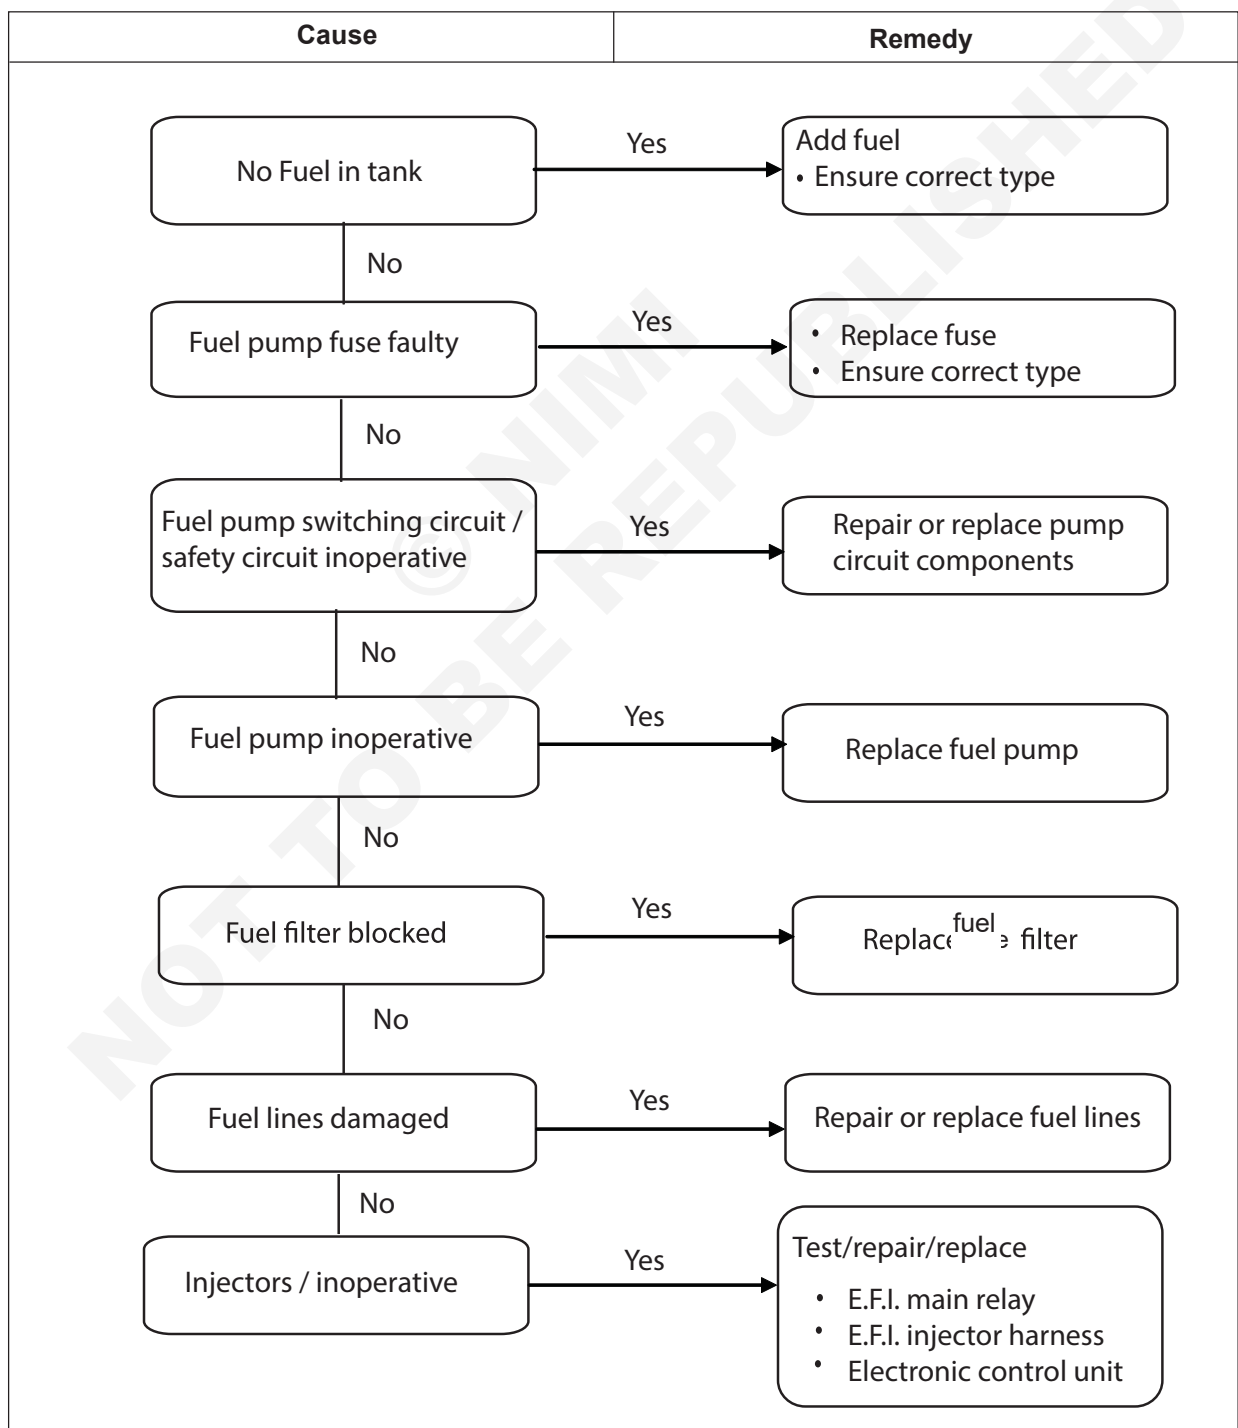 Cause
Remedy
No Fuel in tank
Yes
Add fuel
• Ensure correct type
No
Fuel pump fuse faulty
Yes
• Replace fuse
• Ensure correct type
No
Fuel pump switching circuit /
safety circuit inoperative
Yes
Repair or replace pump
circuit components
No
Fuel pump inoperative
Yes
Replace fuel pump
No
Fuel filter blocked
Yes
Replace fuel filter
No
Fuel lines damaged
Yes
Repair or replace fuel lines
No
Injectors / inoperative
Yes
Test/repair/replace
• E.F.I. main relay
• E.F.I. injector harness
• Electronic control unit
© NIMI
NOT TO BE REPUBLISHED